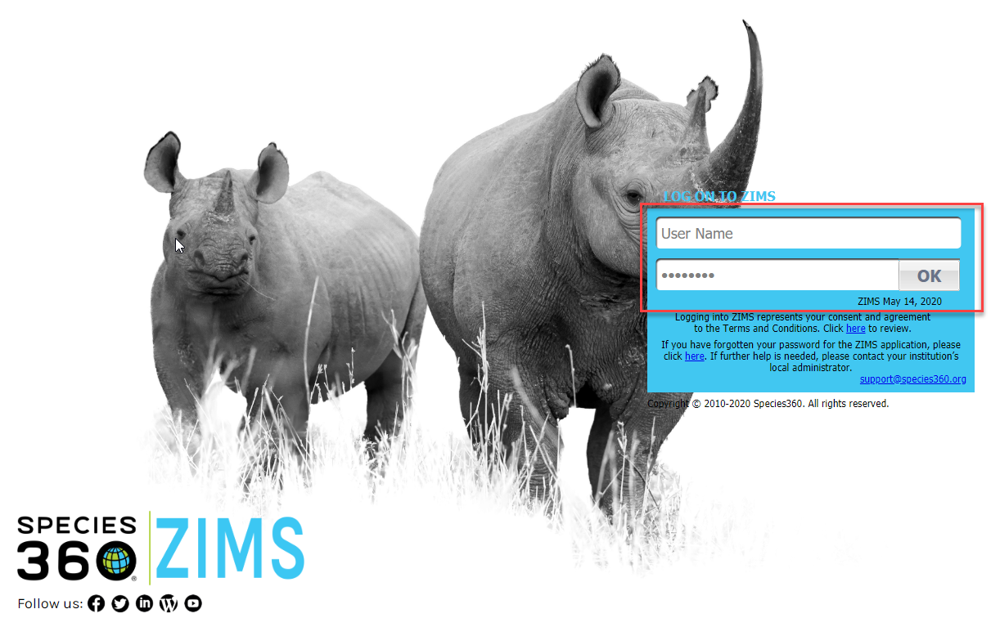 LOG ON TO ZIMS
User Name
••••••••
OK
ZIMS May 14, 2020
Logging into ZIMS represents your consent and agreement
to the Terms and Conditions. Click here to review.
If you have forgotten your password for the ZIMS application, please
click here. If further help is needed, please contact your institution's
local administrator.
support@species360.org
Copyright © 2010-2020 Species360. All rights reserved.
SPECIES
360®
ZIMS
Follow us: